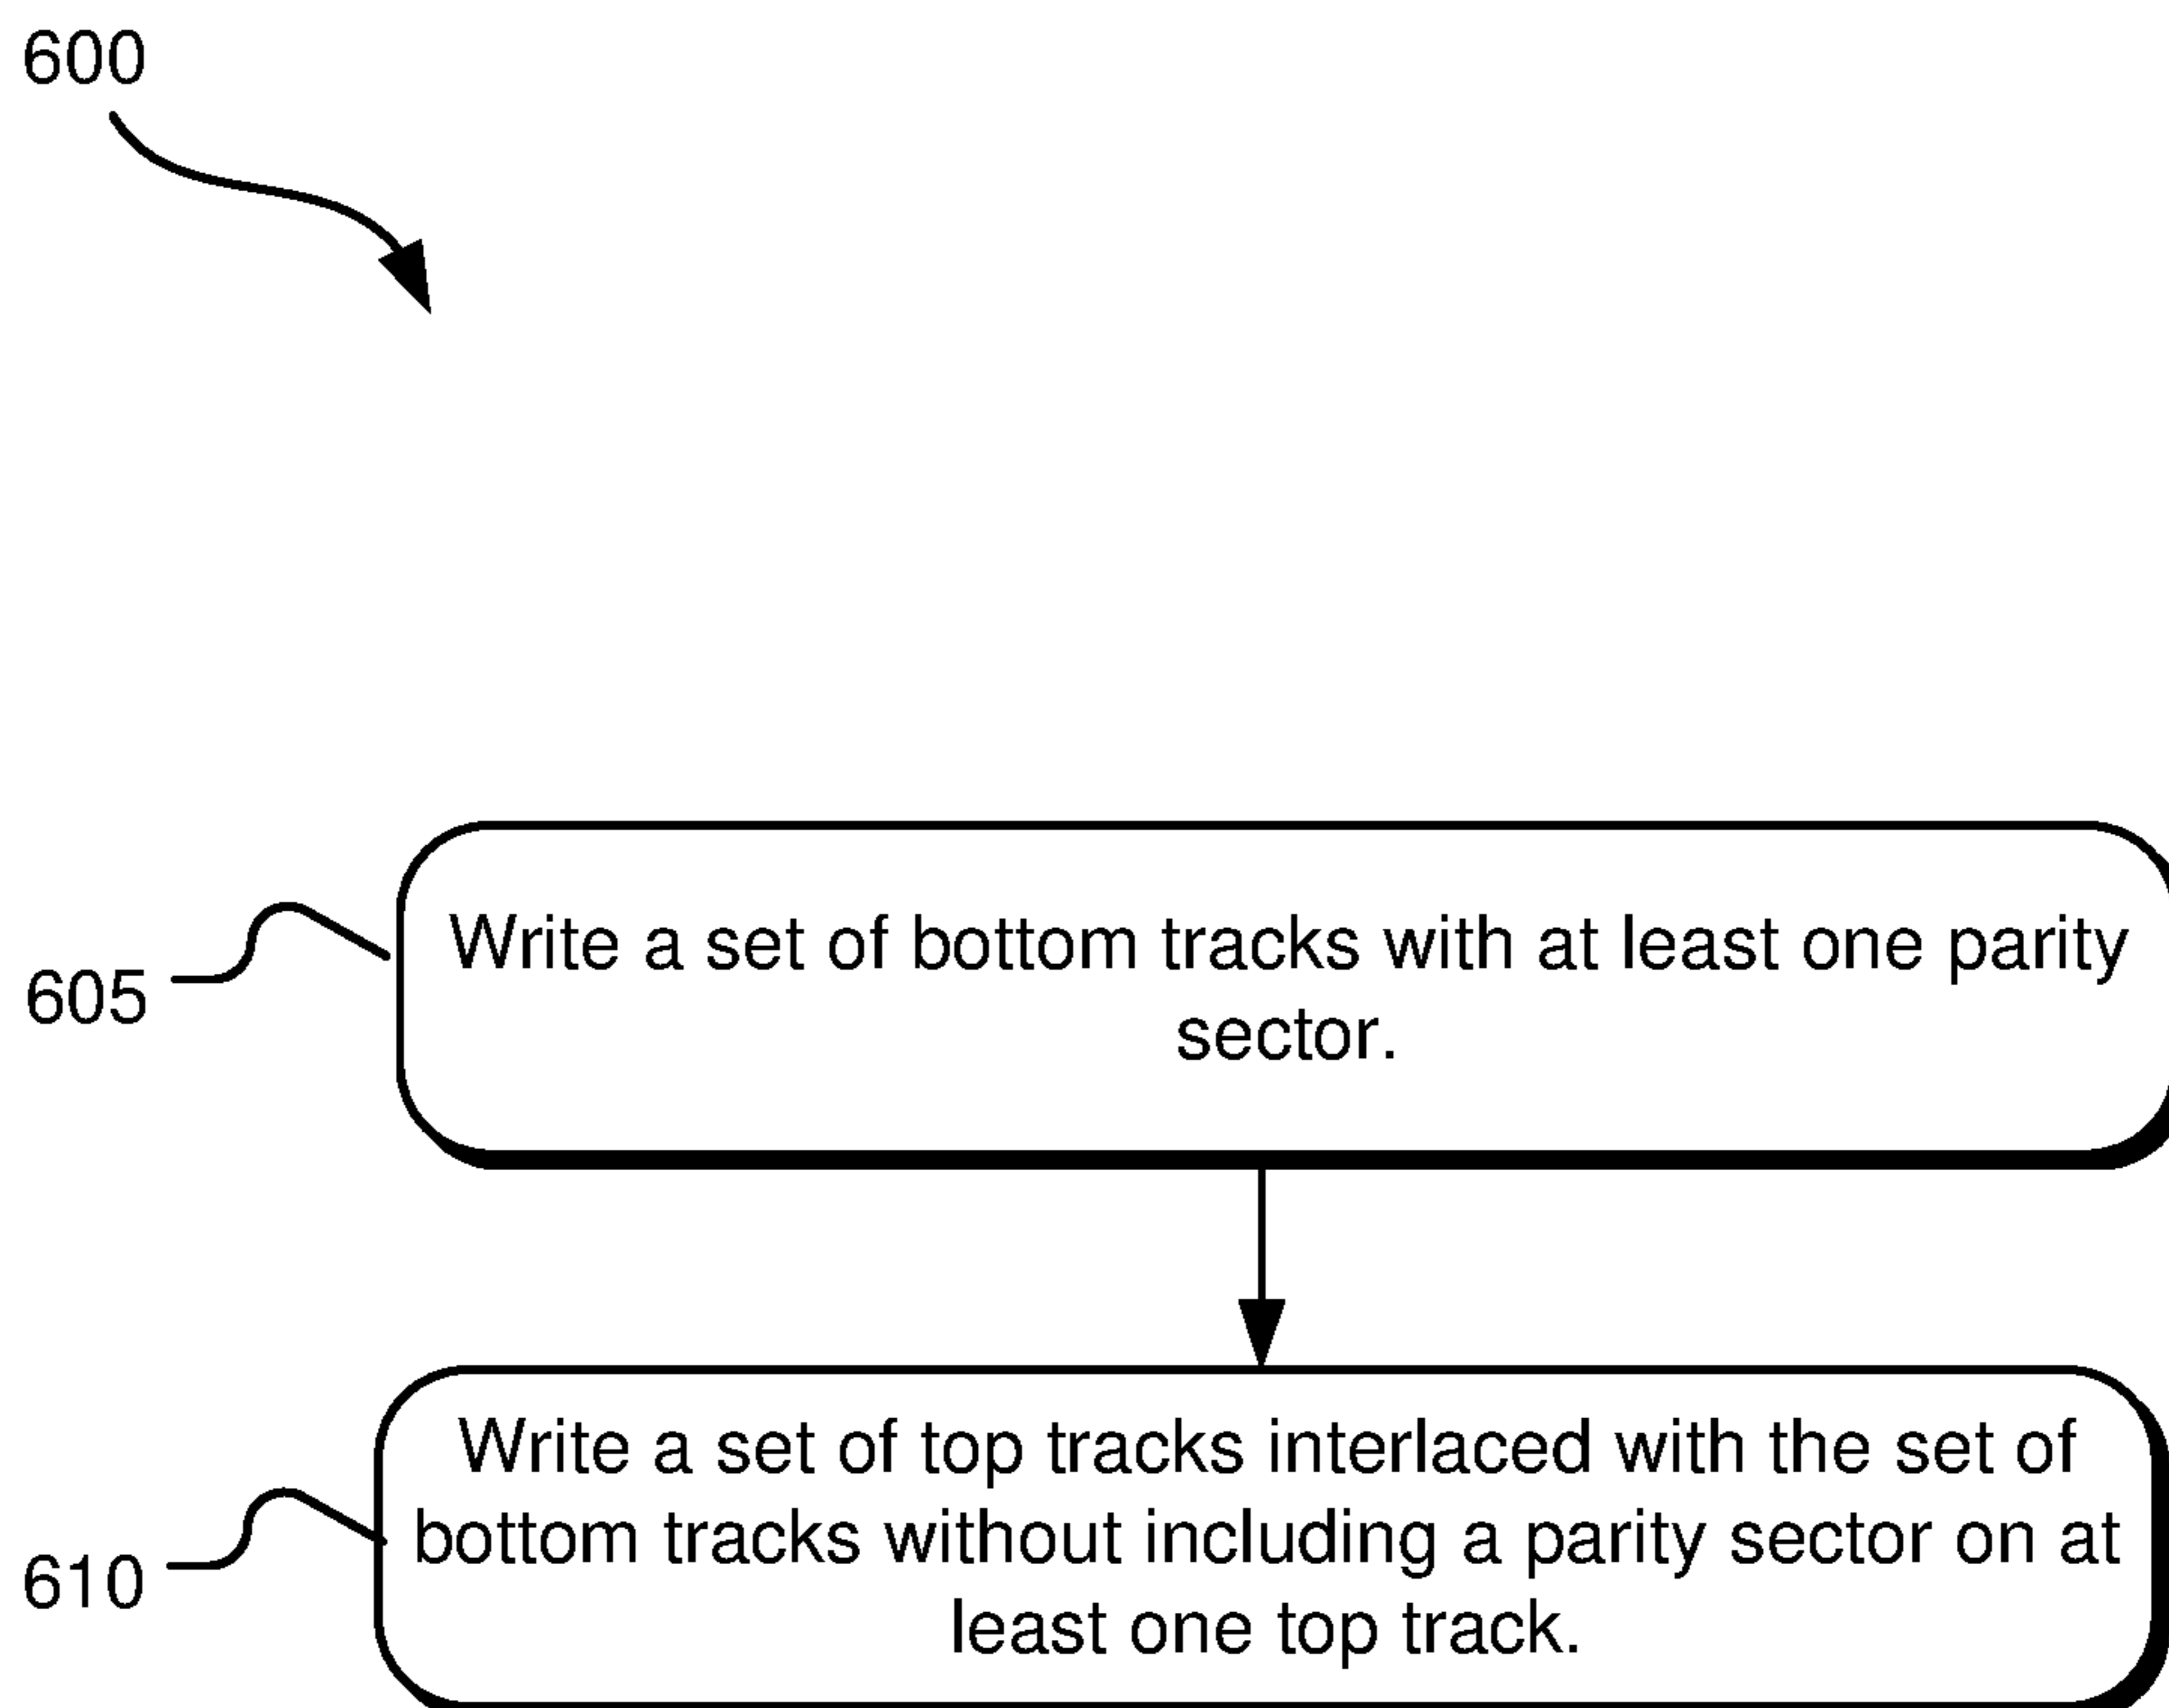 600
605
Write a set of bottom tracks with at least one parity
sector.
610
Write a set of top tracks interlaced with the set of
bottom tracks without including a parity sector on at
least one top track.